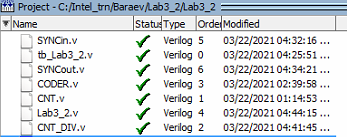 Project - C:/Intel_trn/Baraev/Lab3_2/Lab3_2
Name Status Type Order Modified
SYNCin.v Verilog 5 03/22/2021 04:32:16 ...
tb_Lab3_2.v Verilog 0 03/22/2021 04:25:51 ...
SYNCout.v Verilog 6 03/22/2021 04:34:21 ...
CODER.v Verilog 3 03/22/2021 02:39:58 ...
CNT.v Verilog 1 03/22/2021 01:14:53 ...
Lab3_2.v Verilog 4 03/22/2021 04:44:15 ...
CNT_DIV.v Verilog 2 03/22/2021 04:41:45 ...